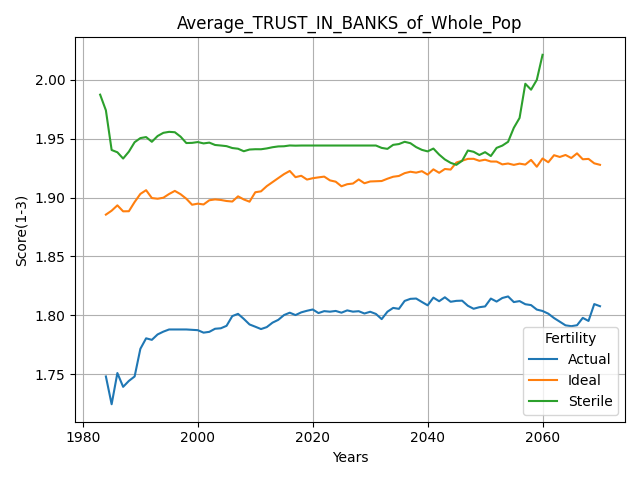 Average_TRUST_IN_BANKS_of_Whole_Pop
Score(1-3)
2.00
1.95
1.90
1.85
1.80
1.75
Fertility
Actual
Ideal
Sterile
1980
2000
2020
2040
2060
Years